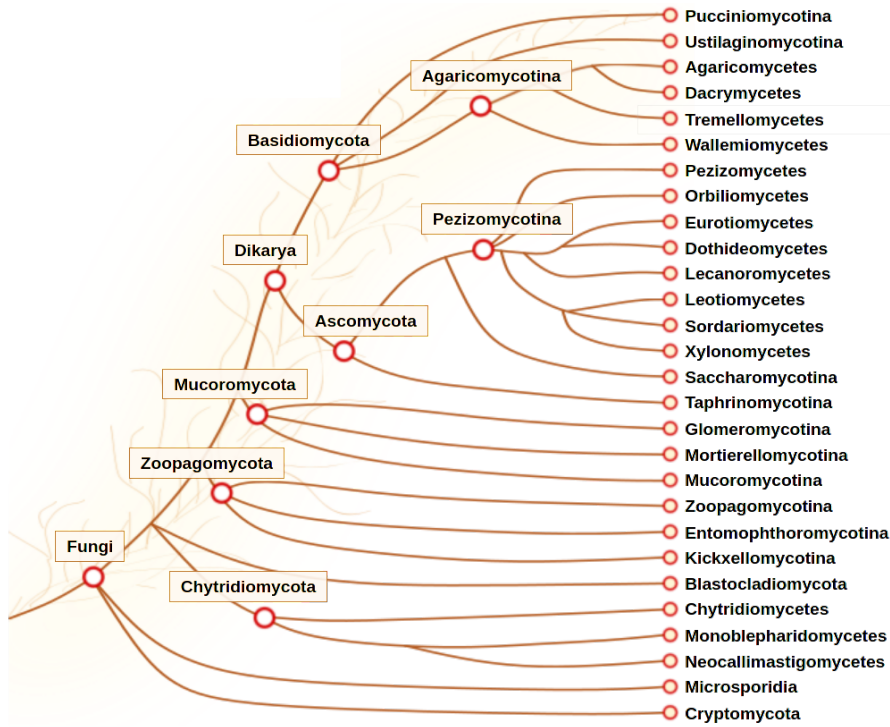 Pucciniomycotina
Ustilaginomycotina
Agaricomycotina
Agaricomycetes
Dacrymycetes
Tremellomycetes
Basidiomycota
Wallemiomycetes
Pezizomycetes
Orbiliomycetes
Pezizomycotina
Eurotiomycetes
Dikarya
Dothideomycetes
Lecanoromycetes
Leotiomycetes
Ascomycota
Sordariomycetes
Xylonomycetes
Mucoromycota
Saccharomycotina
Taphrinomycotina
Glomeromycotina
Mortierellomycotina
Zoopagomycota
Mucoromycotina
Zoopagomycotina
Entomophthoromycotina
Fungi
Kickxellomycotina
Chytridiomycota
Blastocladiomycota
Chytridiomycetes
Monoblepharidomycetes
Neocallimastigomycetes
Microsporidia
Cryptomycota